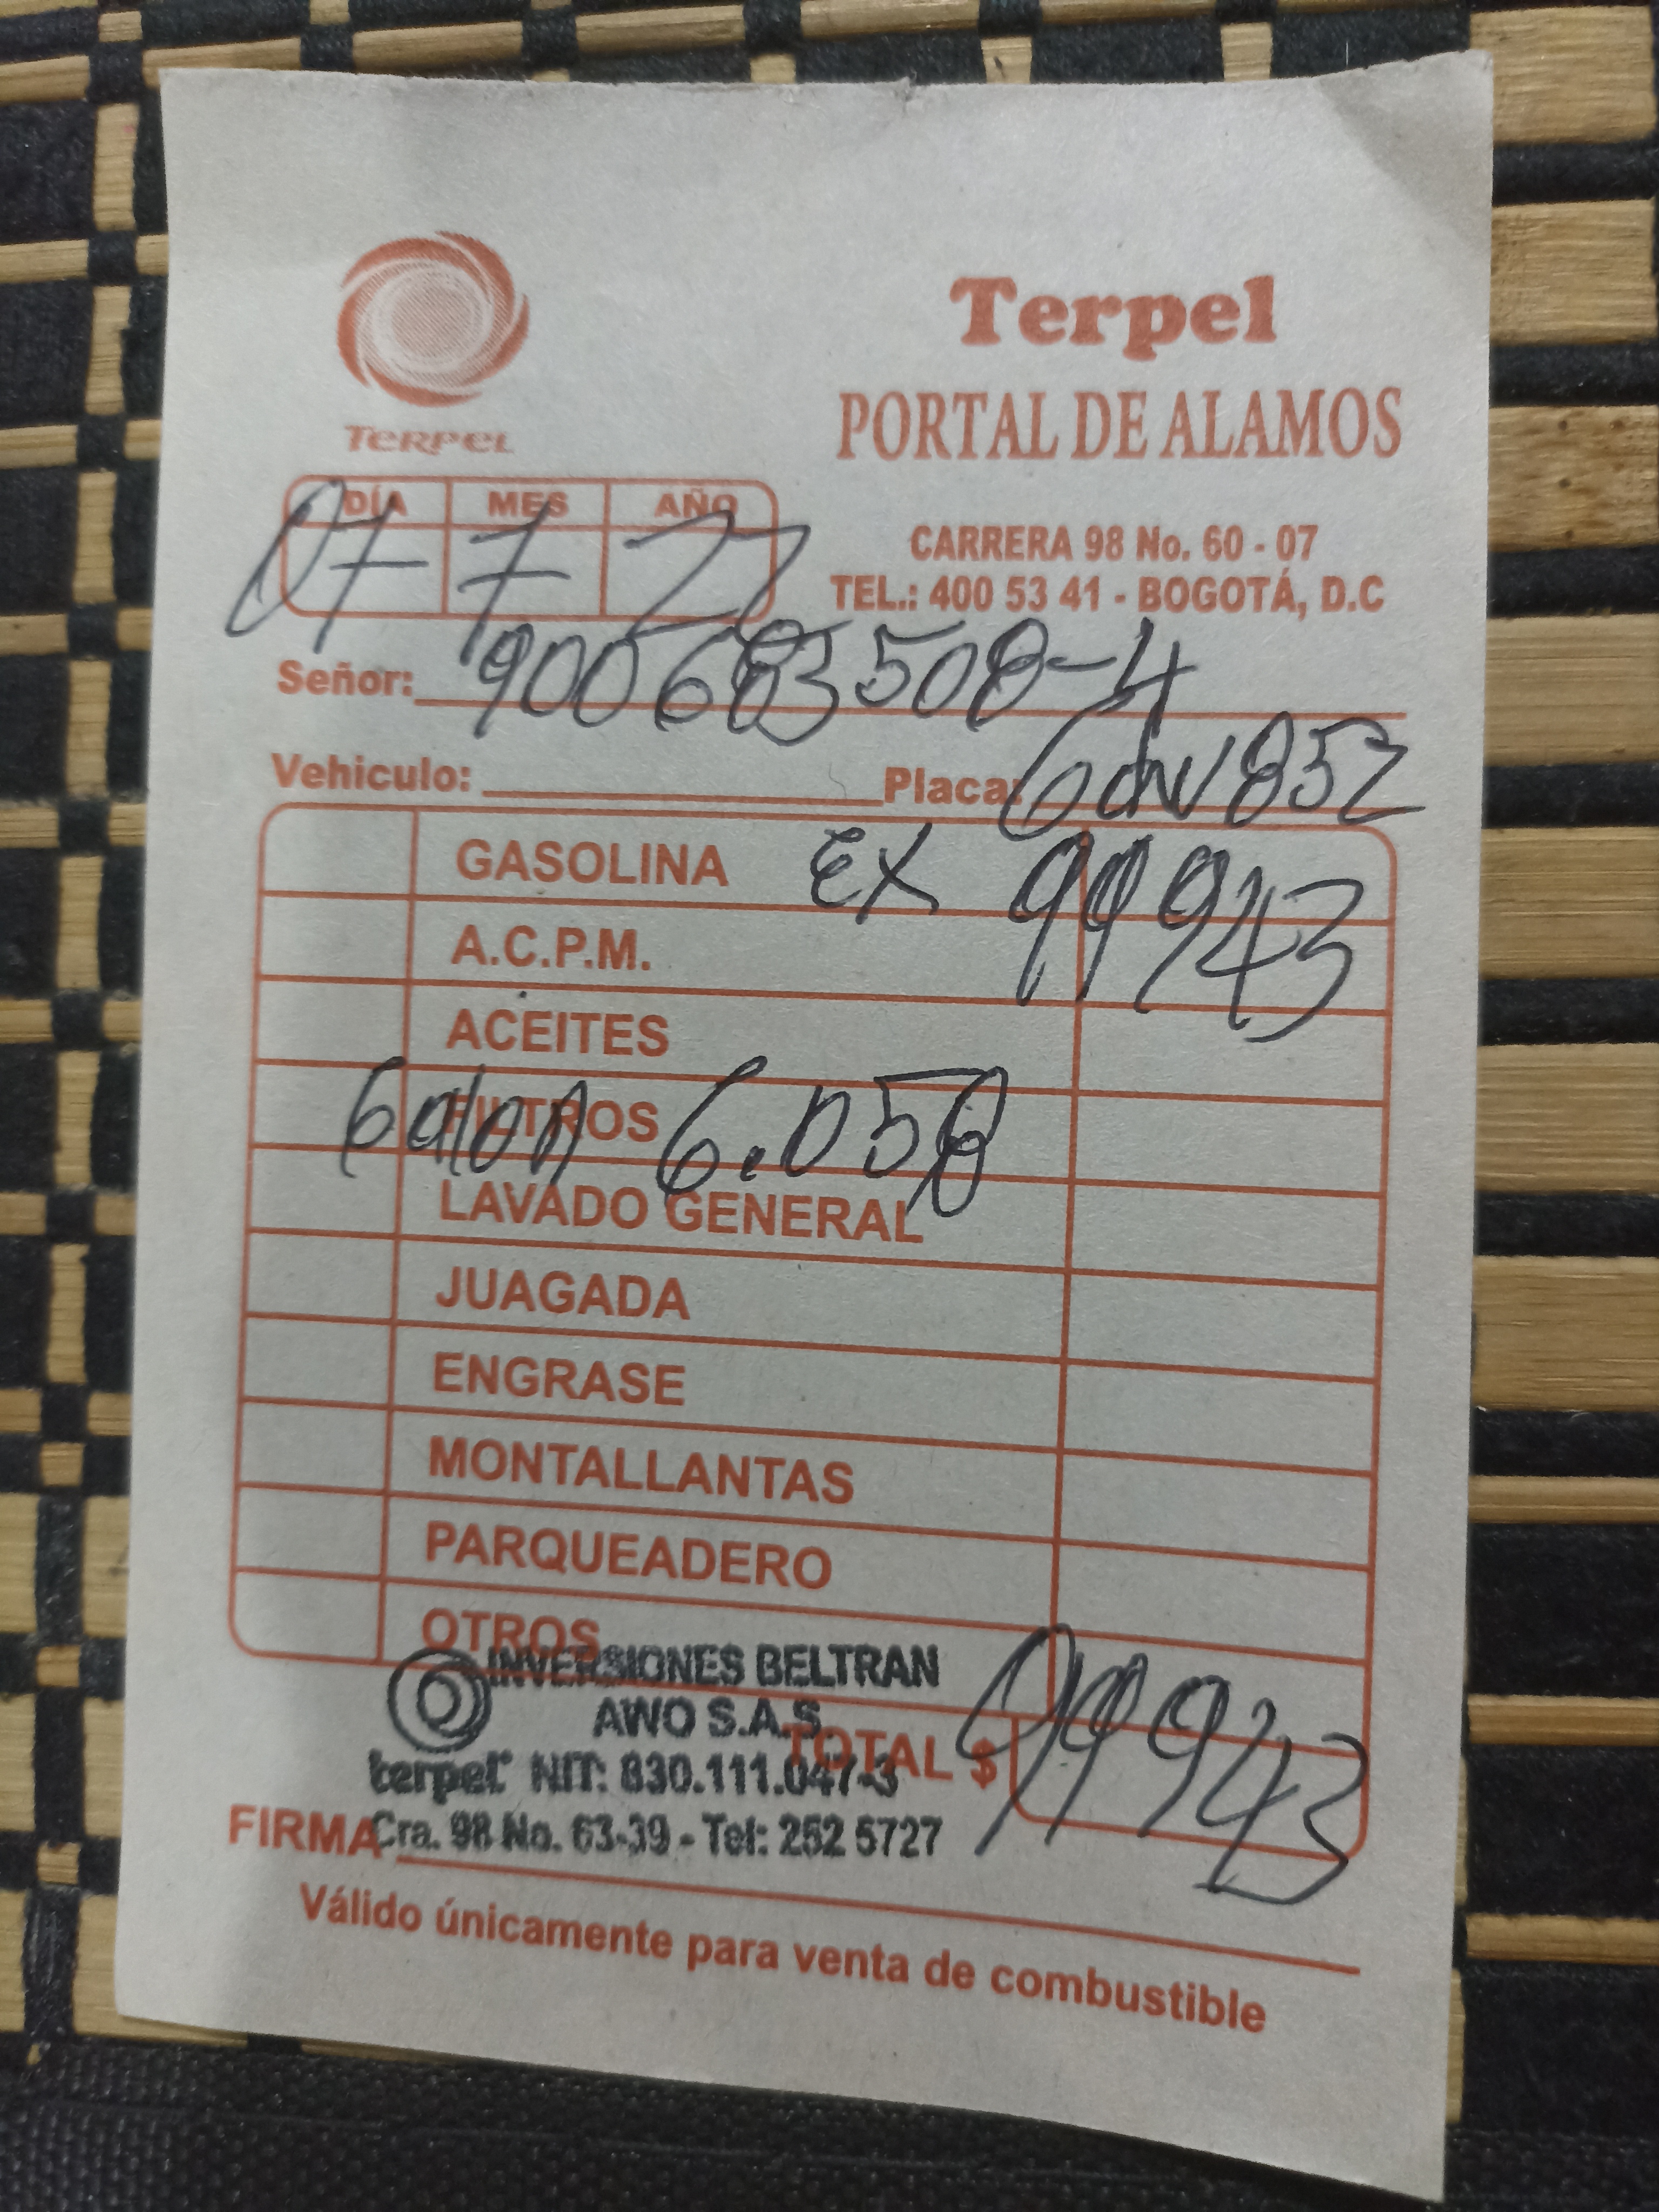 Terpel
TERPEL
PORTAL DE ALAMOS
DÍA MES AÑO
07 7 22
CARRERA 98 No. 60 - 07
TEL.: 400 53 41 - BOGOTÁ, D.C
Señor: 900683508-4
Vehiculo: Placa: Gdw852
GASOLINA ex 99943
A.C.P.M.
ACEITES
FILTROS
Galon 6.058
LAVADO GENERAL
JUAGADA
ENGRASE
MONTALLANTAS
PARQUEADERO
OTROS
INVERSIONES BELTRAN
AWO S.A.S.
TOTAL $ 99943
terpel NIT: 830.111.047-3
FIRMA
Cra. 98 No. 63-39 - Tel: 252 5727
Válido únicamente para venta de combustible